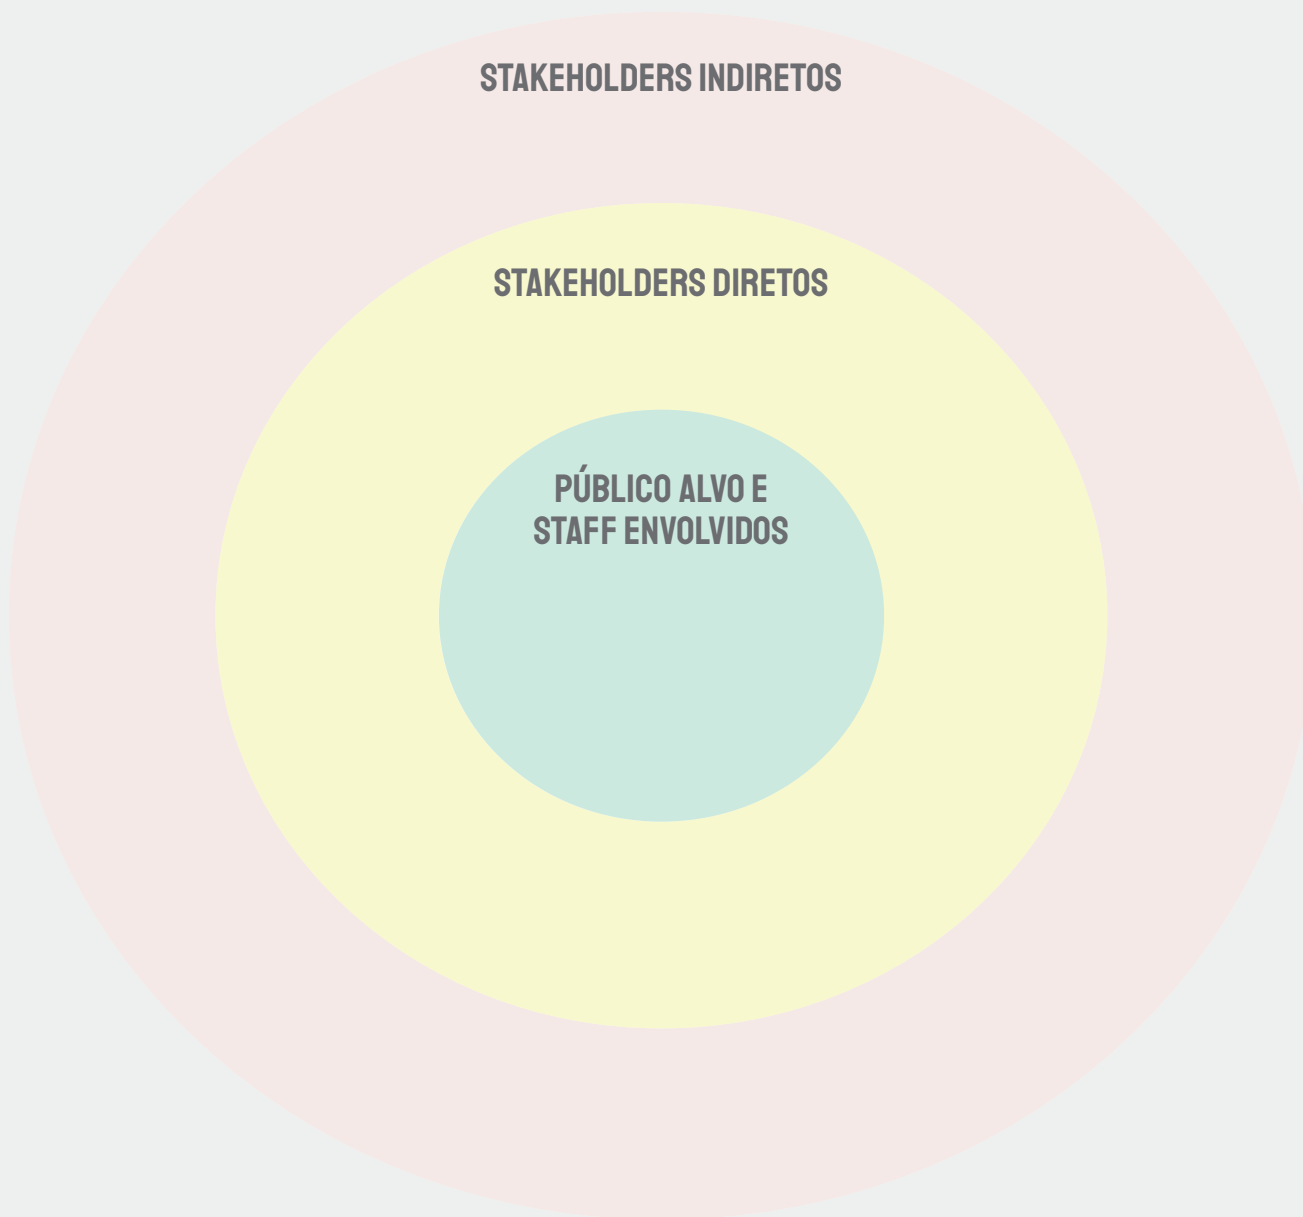 STAKEHOLDERS INDIRETOS
STAKEHOLDERS DIRETOS
PÚBLICO ALVO E
STAFF ENVOLVIDOS